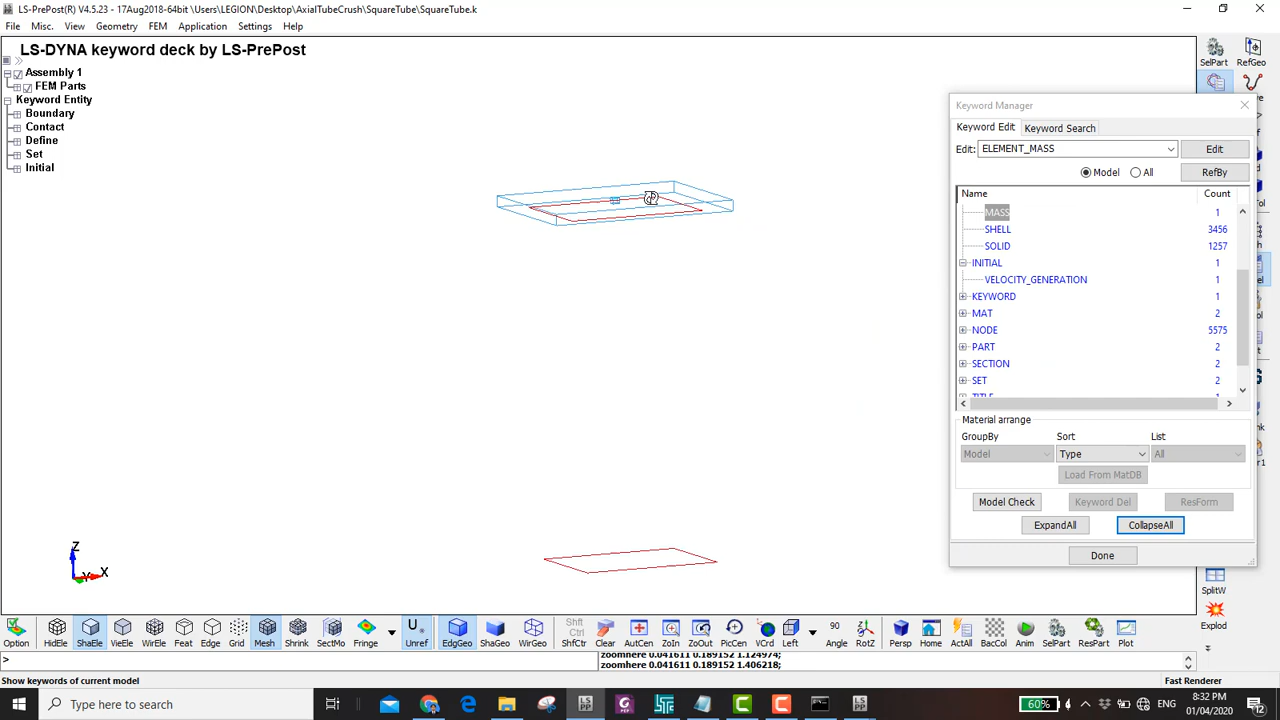 LS-PrePost(R) V4.5.23 - 17Aug2018-64bit \Users\LEGION\Desktop\AxialTubeCrush\SquareTube\SquareTube.k
File Misc. View Geometry FEM Application Settings Help
LS-DYNA keyword deck by LS-PrePost
Assembly 1
FEM Parts
Keyword Entity
Boundary
Contact
Define
Set
Initial
SelPart RefGeo
Keyword Manager
Keyword Edit Keyword Search
Edit: ELEMENT_MASS Edit
Model All RefBy
Name Count
MASS 1
SHELL 3456
SOLID 1257
INITIAL 1
VELOCITY_GENERATION 1
KEYWORD 1
MAT 2
NODE 5575
PART 2
SECTION 2
SET 2
TITLE 1
Material arrange
GroupBy Sort List
Model Type All
Load From MatDB
Model Check Keyword Del ResForm
ExpandAll CollapseAll
Done
SplitW
Explod
Z
Y X
Option HidEle ShaEle VieEle WirEle Feat Edge Grid Mesh Shrink SectMo Fringe Unref EdgGeo ShaGeo WirGeo ShfCtr Clear AutCen ZoIn ZoOut PirCen VCrd Left Angle RotZ Persp Home ActAll BacCol Anim SelPart ResPart Plot
U
Shft
Ctrl
90
>
zoomhere 0.041611 0.189152 1.124974;
zoomhere 0.041611 0.189152 1.406218;
Show keywords of current model Fast Renderer
Type here to search
60%
8:32 PM
01/04/2020